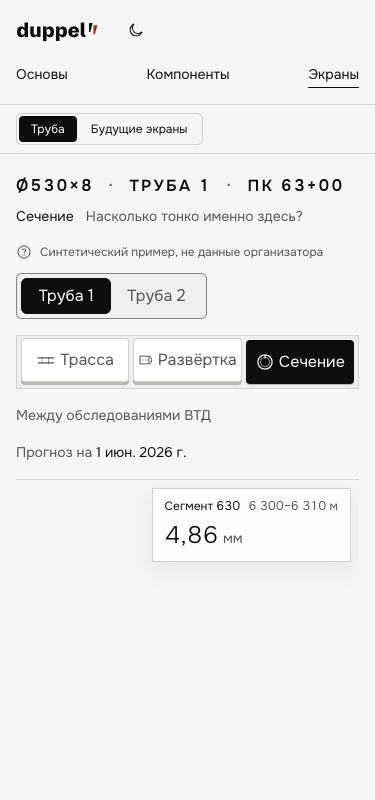 duppel
Основы Компоненты Экраны
Труба Будущие экраны
Ø530×8 · ТРУБА 1 · ПК 63+00
Сечение Насколько тонко именно здесь?
Синтетический пример, не данные организатора
Труба 1 Труба 2
Трасса Развёртка Сечение
Между обследованиями ВТД
Прогноз на 1 июн. 2026 г.
Сегмент 630 6 300–6 310 м
4,86 мм